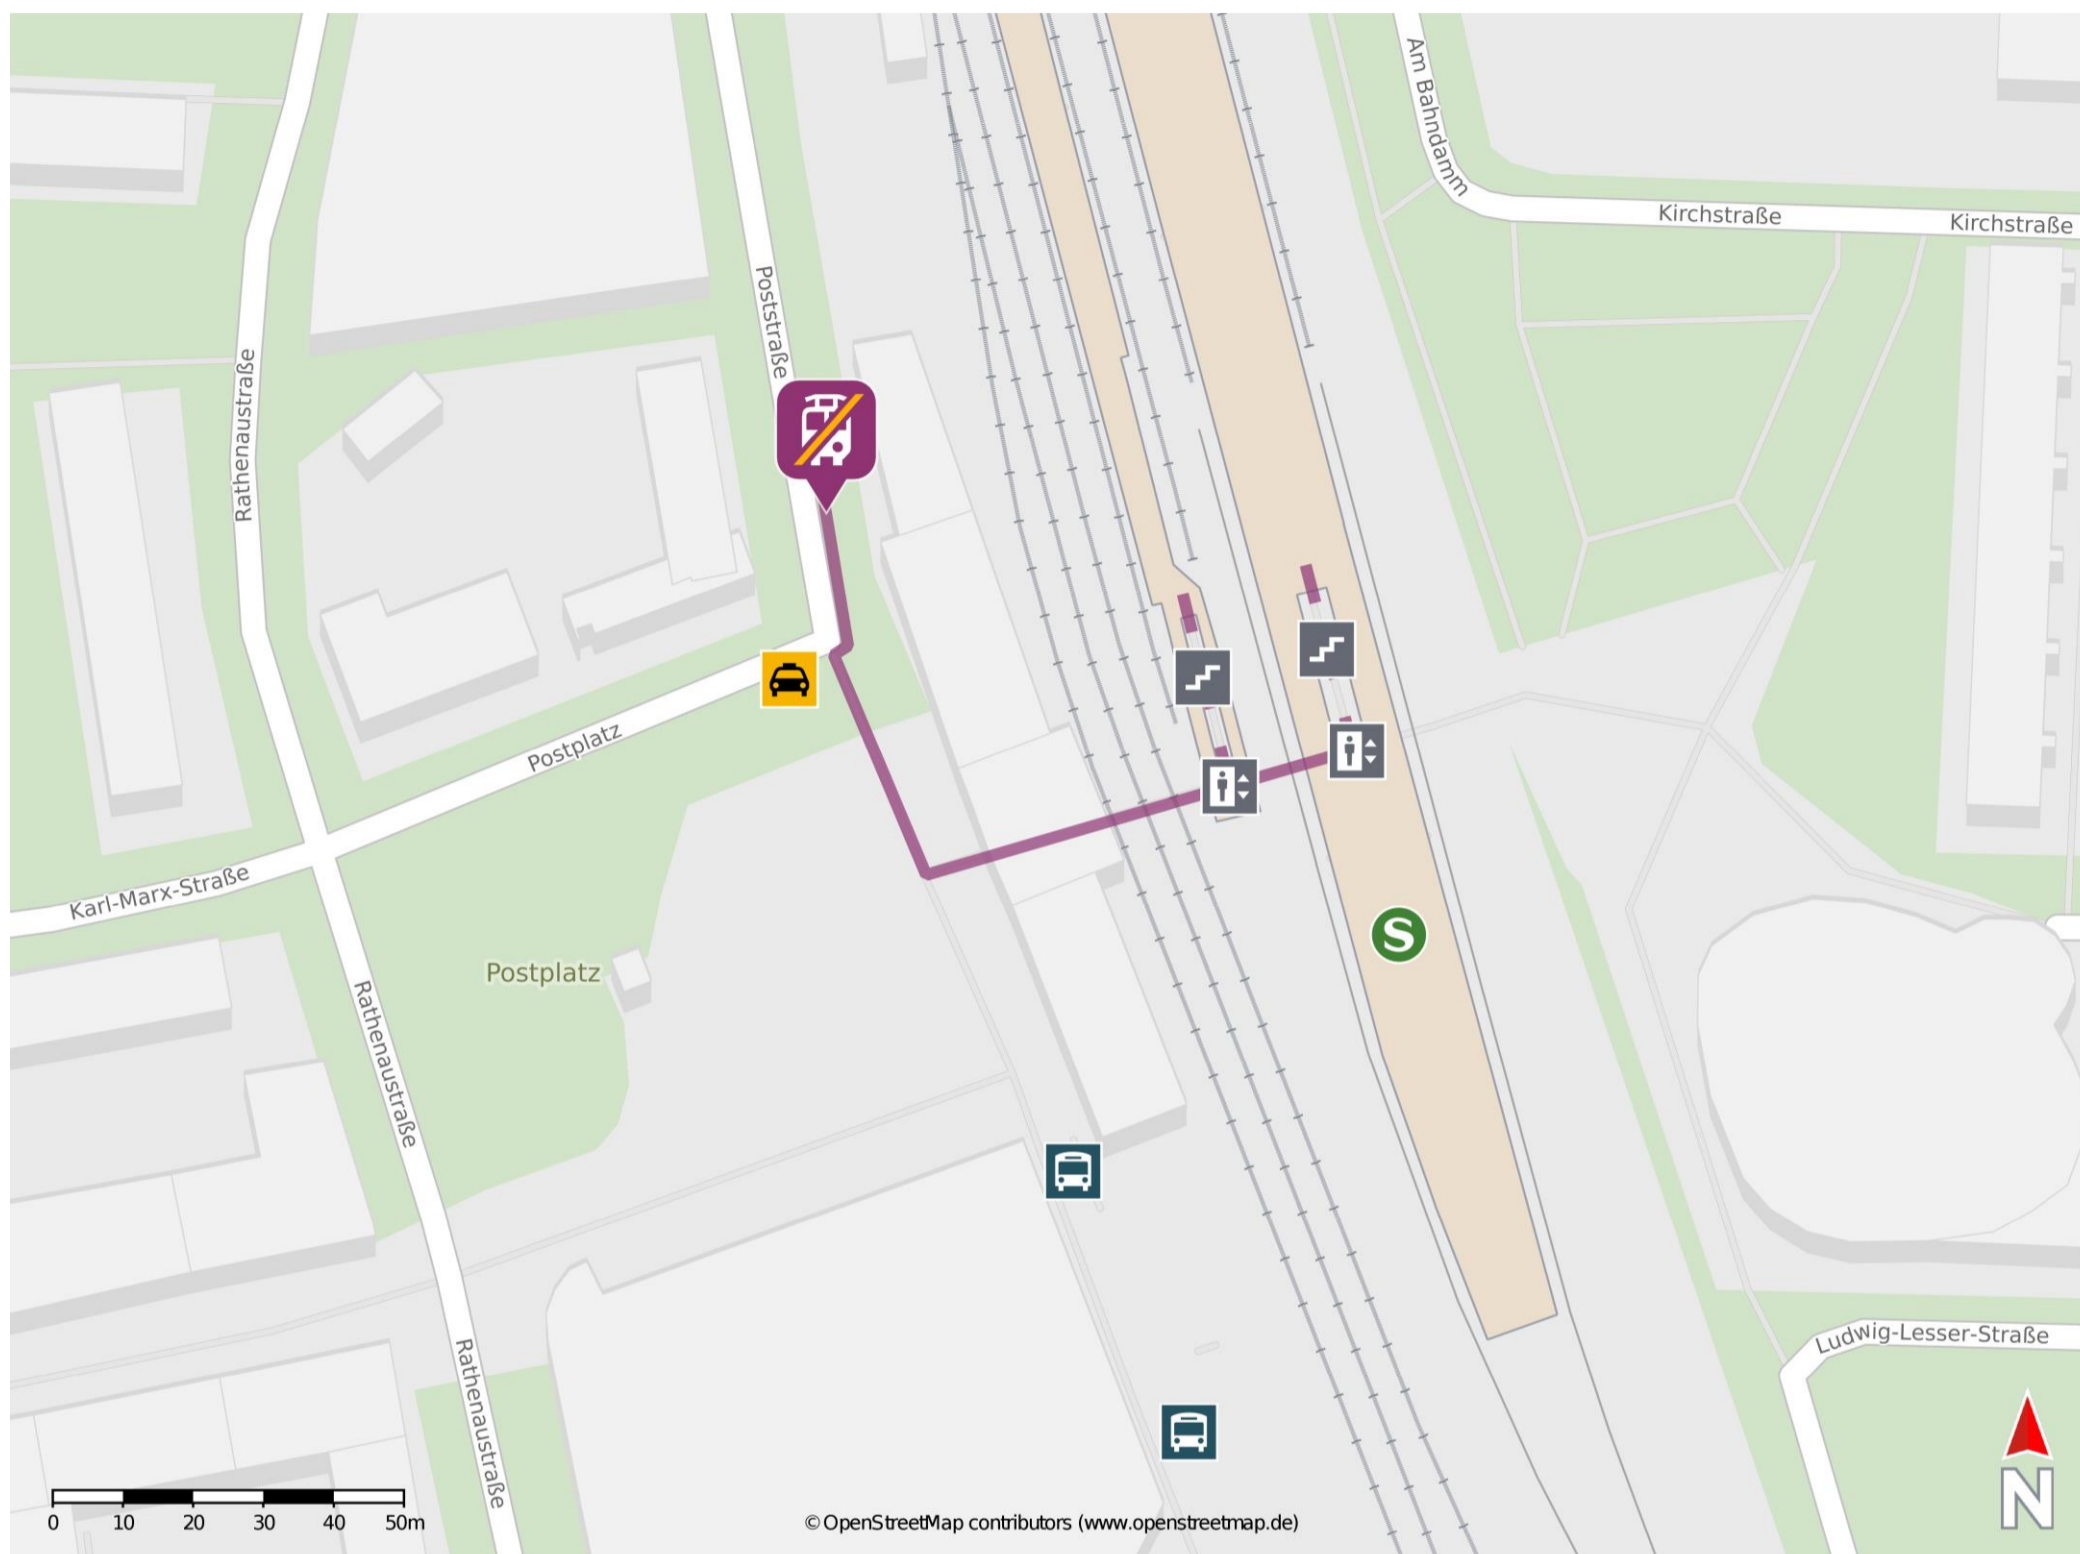 Am Bahndamm
Kirchstraße
Kirchstraße
Poststraße
Rathenaustraße
Postplatz
Karl-Marx-Straße
S
Postplatz
Rathenaustraße
Ludwig-Lesser-Straße
Rathenaustraße
N
0 10 20 30 40 50m
© OpenStreetMap contributors (www.openstreetmap.de)